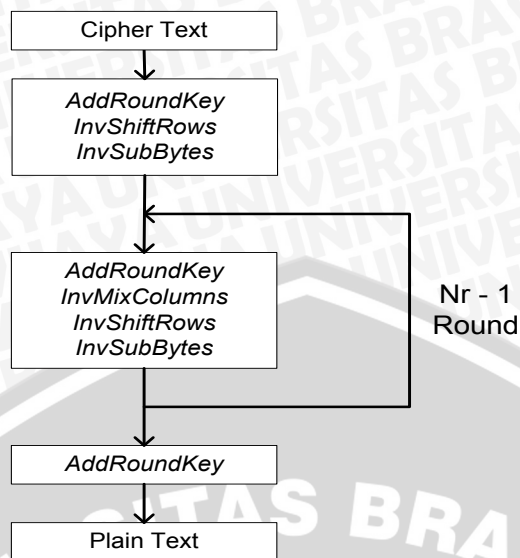 Cipher Text
AddRoundKey
InvShiftRows
InvSubBytes
AddRoundKey
InvMixColumns
InvShiftRows
InvSubBytes
Nr - 1
Round
AddRoundKey
Plain Text